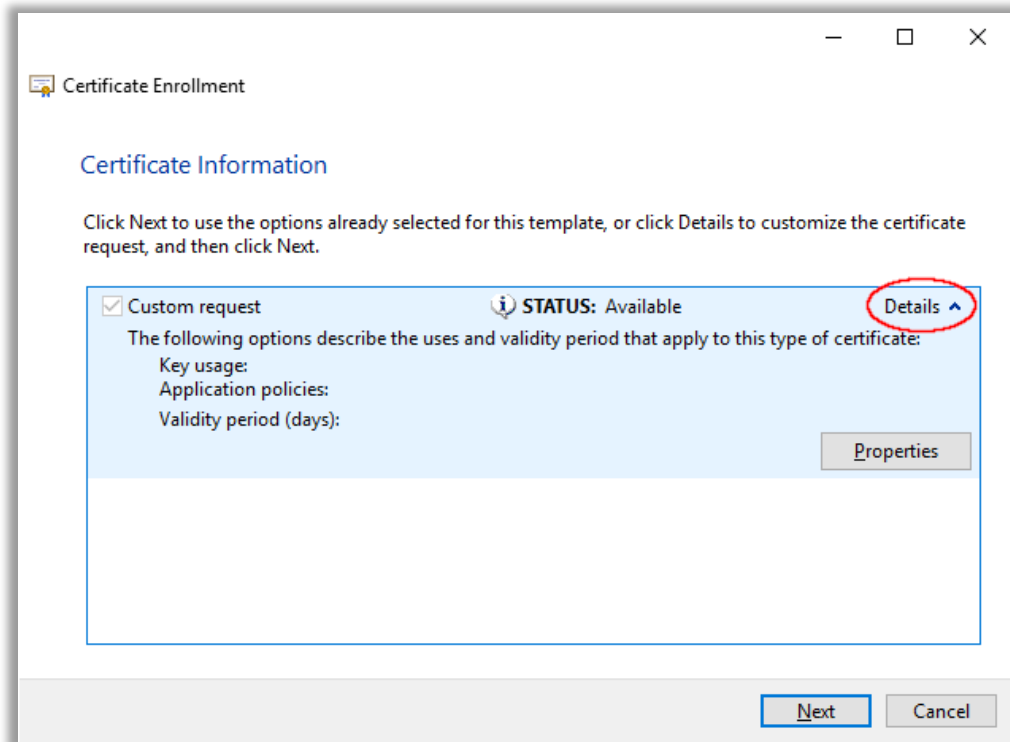 Certificate Enrollment
Certificate Information
Click Next to use the options already selected for this template, or click Details to customize the certificate
request, and then click Next.
Custom request STATUS: Available Details
The following options describe the uses and validity period that apply to this type of certificate:
Key usage:
Application policies:
Validity period (days):
Properties
Next Cancel